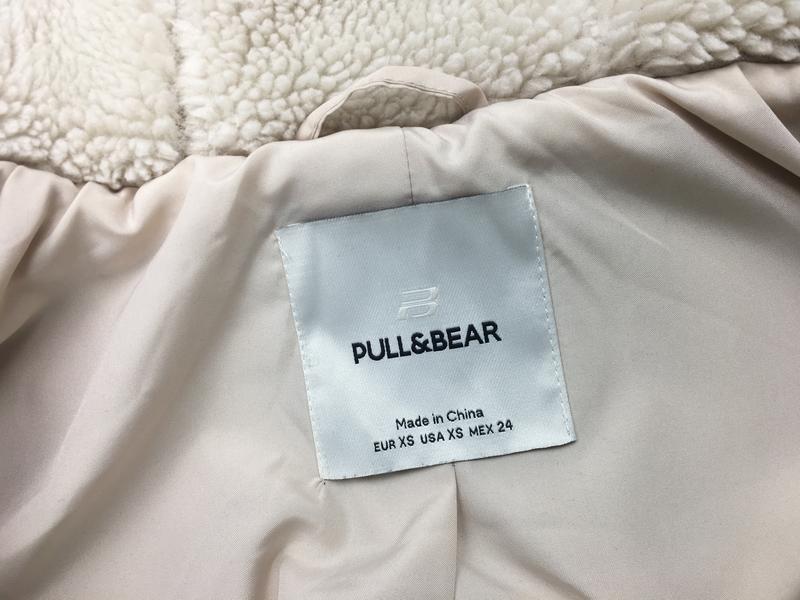 PULL&BEAR
Made in China
EUR XS USA XS MEX 24